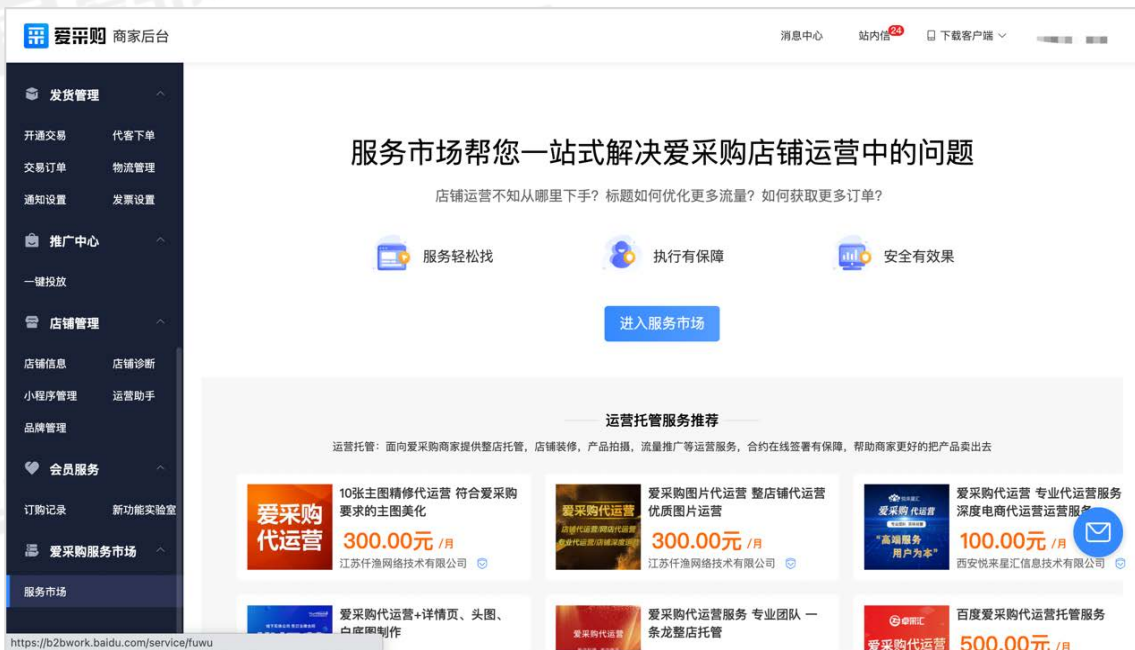 爱采购 商家后台
消息中心
站内信 24
下载客户端
发货管理
开通交易 代客下单
交易订单 物流管理
通知设置 发票设置
推广中心
一键投放
店铺管理
店铺信息 店铺诊断
小程序管理 运营助手
品牌管理
会员服务
订购记录 新功能实验室
爱采购服务市场
服务市场
https://b2bwork.baidu.com/service/fuwu
服务市场帮您一站式解决爱采购店铺运营中的问题
店铺运营不知从哪里下手？标题如何优化更多流量？如何获取更多订单？
服务轻松找
执行有保障
安全有效果
进入服务市场
运营托管服务推荐
运营托管：面向爱采购商家提供整店托管，店铺装修，产品拍摄，流量推广等运营服务，合约在线签署有保障，帮助商家更好的把产品卖出去
爱采购
代运营
10张主图精修代运营 符合爱采购
要求的主图美化
300.00元 /月
江苏仟渔网络技术有限公司
爱采购代运营
爱采购图片代运营 整店铺代运营
优质图片运营
300.00元 /月
江苏仟渔网络技术有限公司
爱采购 代运营
"高端服务
用户为本"
爱采购代运营 专业代运营服务
深度电商代运营运营服务
100.00元 /月
西安悦来星汇信息技术有限公司
爱采购代运营+详情页、头图、
白底图制作
爱采购代运营
爱采购代运营服务 专业团队 一
条龙整店托管
卓熙汇
爱采购代运营
百度爱采购代运营托管服务
500.00元 /月